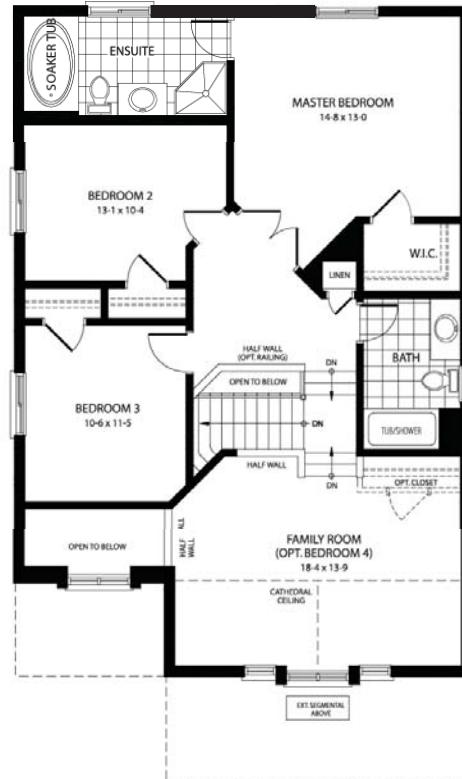 SOAKER TUB
ENSUITE
MASTER BEDROOM
14-8 x 13-0
BEDROOM 2
13-1 x 10-4
W.I.C.
LINEN
HALF WALL
(OPT. RAILING)
DN
BATH
OPEN TO BELOW
BEDROOM 3
10-6 x 11-5
DN
TUB/SHOWER
HALF WALL
DN
OPT. CLOSET
OPEN TO BELOW
HALF
WALL
ALL
FAMILY ROOM
(OPT. BEDROOM 4)
18-4 x 13-9
CATHEDRAL
CEILING
EXT. SEGMENTAL
ABOVE